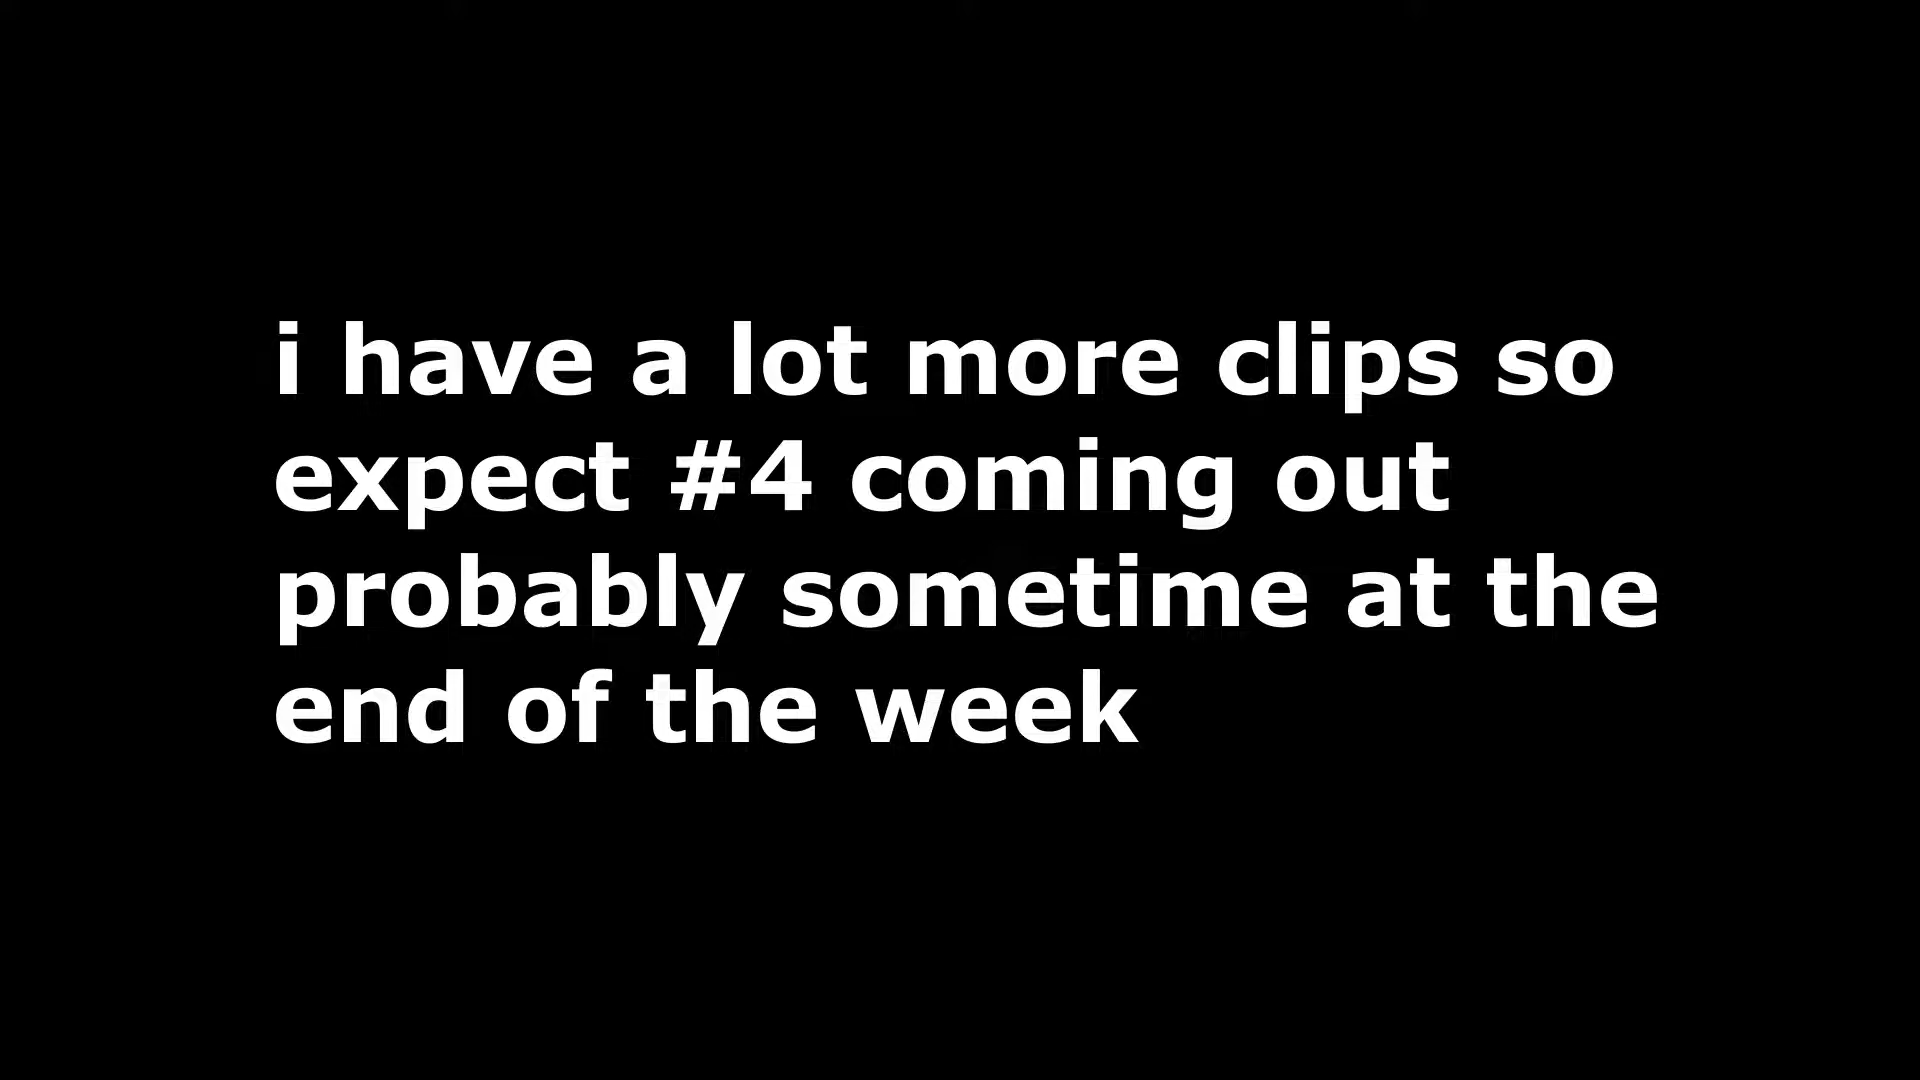 i have a lot more clips so
expect #4 coming out
probably sometime at the
end of the week